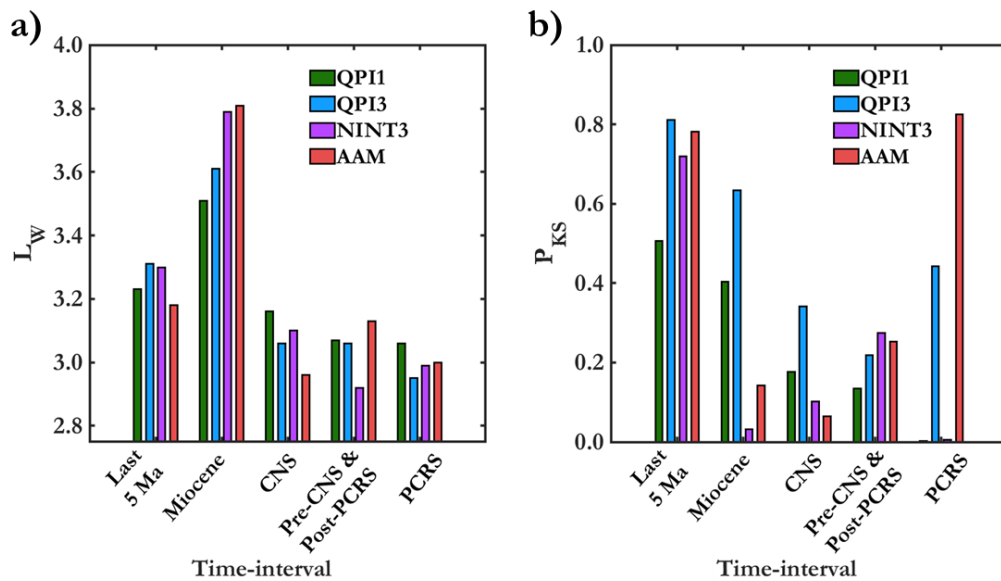 a)
4.0
3.8
3.6
3.4
3.2
3.0
2.8
L_W
QPI1
QPI3
NINT3
AAM
Last
5 Ma
Miocene
CNS
Pre-CNS &
Post-PCRS
PCRS
Time-interval
b)
1.0
0.8
0.6
0.4
0.2
0.0
P_KS
QPI1
QPI3
NINT3
AAM
Last
5 Ma
Miocene
CNS
Pre-CNS &
Post-PCRS
PCRS
Time-interval